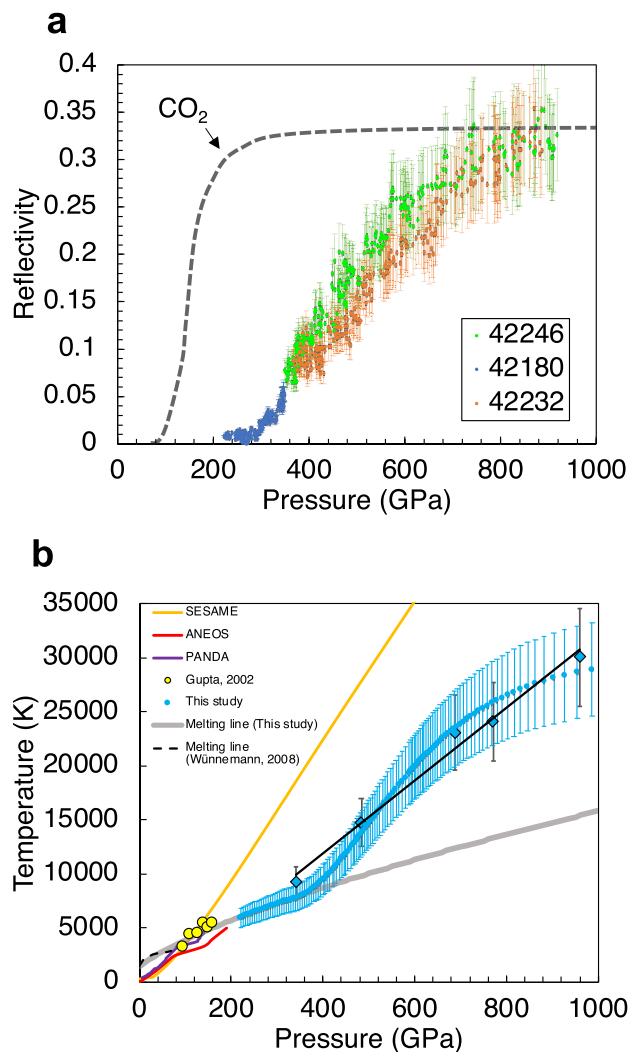 a
0.4
0.35
0.3
0.25
0.2
0.15
0.1
0.05
0
Reflectivity
CO2
42246
42180
42232
0 200 400 600 800 1000
Pressure (GPa)
b
35000
30000
25000
20000
15000
10000
5000
0
Temperature (K)
SESAME
ANEOS
PANDA
Gupta, 2002
This study
Melting line (This study)
Melting line
(Wünnemann, 2008)
0 200 400 600 800 1000
Pressure (GPa)